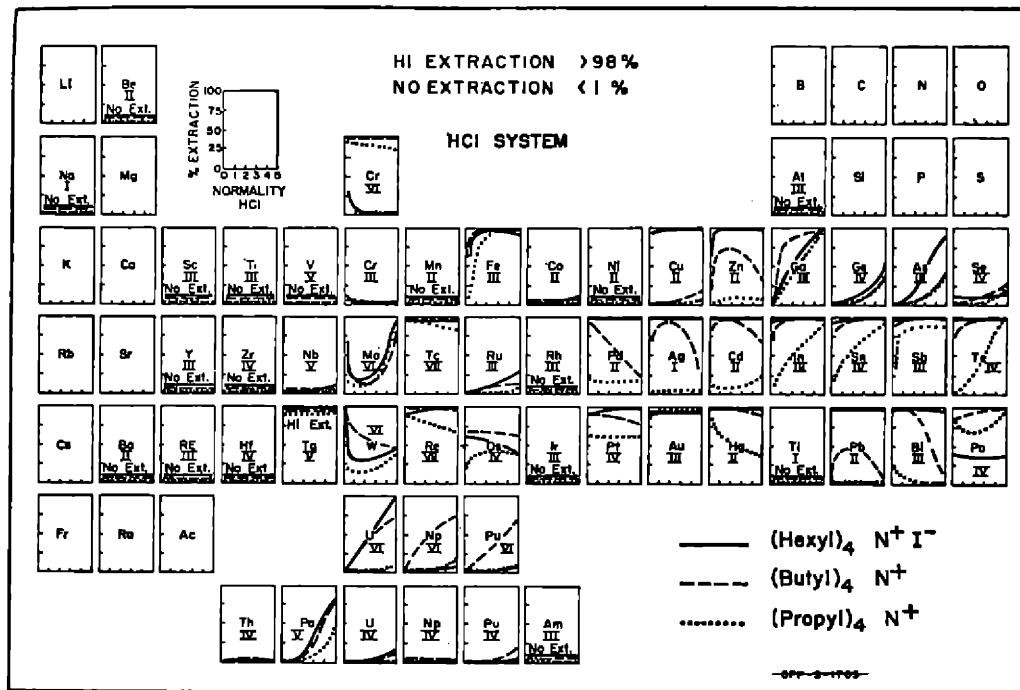 HI EXTRACTION >98%
NO EXTRACTION <1%
HCl SYSTEM
% EXTRACTION
100
75
50
25
0
0 1 2 3 4 5
NORMALITY
HCl
Li
Be
II
No Ext.
B
C
N
O
Na
I
No Ext.
Mg
Cr
VI
Al
III
No Ext.
Si
P
S
K
Ca
Sc
III
No Ext.
Ti
III
No Ext.
V
V
No Ext.
Cr
III
Mn
II
No Ext.
Fe
III
Co
II
Ni
II
No Ext.
Cu
II
Zn
II
Ga
III
Ge
IV
As
III
Se
IV
Rb
Sr
Y
III
No Ext.
Zr
IV
No Ext.
Nb
V
Mo
VI
Tc
VII
Ru
III
Rh
III
No Ext.
Pd
II
Ag
I
Cd
II
In
III
Sn
IV
Sb
III
Te
IV
Cs
Ba
II
No Ext.
RE
III
No Ext.
Hf
IV
No Ext.
HI Ext.
Ta
V
VI
W
Re
VII
Os
IV
Ir
III
No Ext.
Pt
IV
Au
III
Hg
II
Tl
I
No Ext.
Pb
II
Bi
III
Po
IV
Fr
Ra
Ac
U
VI
Np
VI
Pu
VI
Th
IV
Pa
V
U
IV
Np
IV
Pu
IV
Am
III
No Ext.
(Hexyl)4 N+ I-
(Butyl)4 N+
(Propyl)4 N+